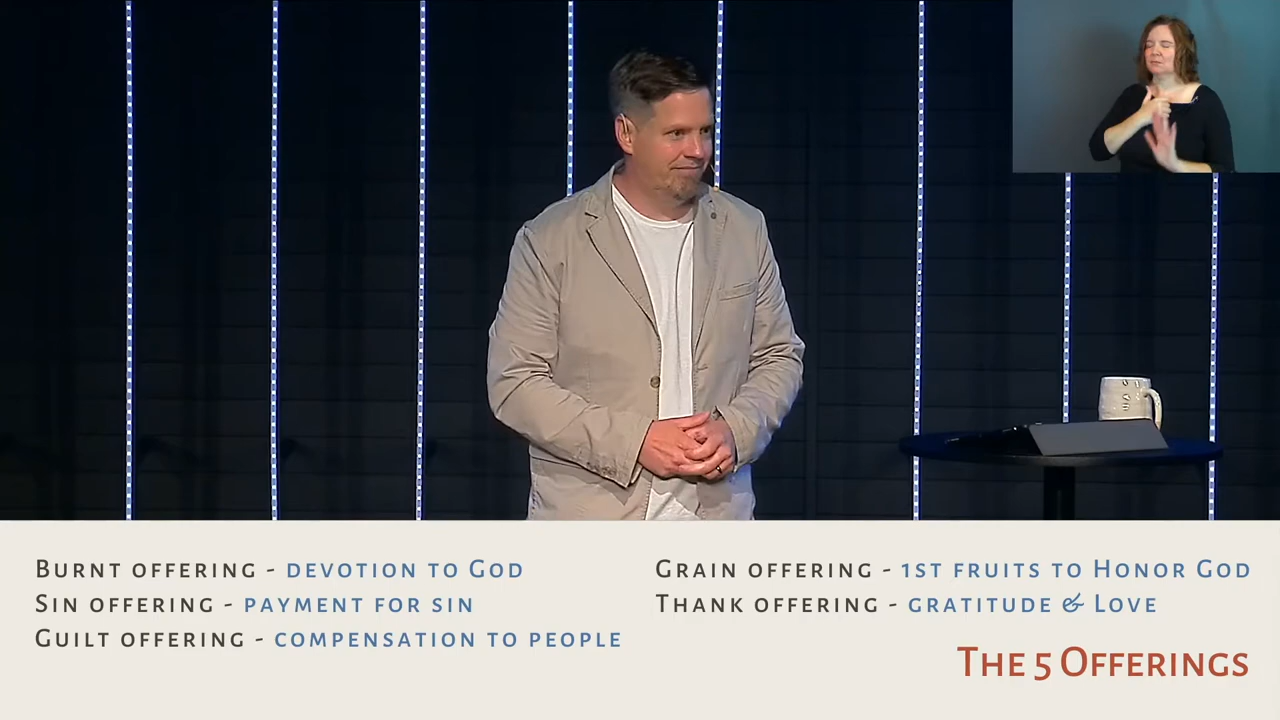 Burnt offering - devotion to God
Sin offering - payment for sin
Guilt offering - compensation to people
Grain offering - 1st fruits to Honor God
Thank offering - gratitude & Love
The 5 Offerings